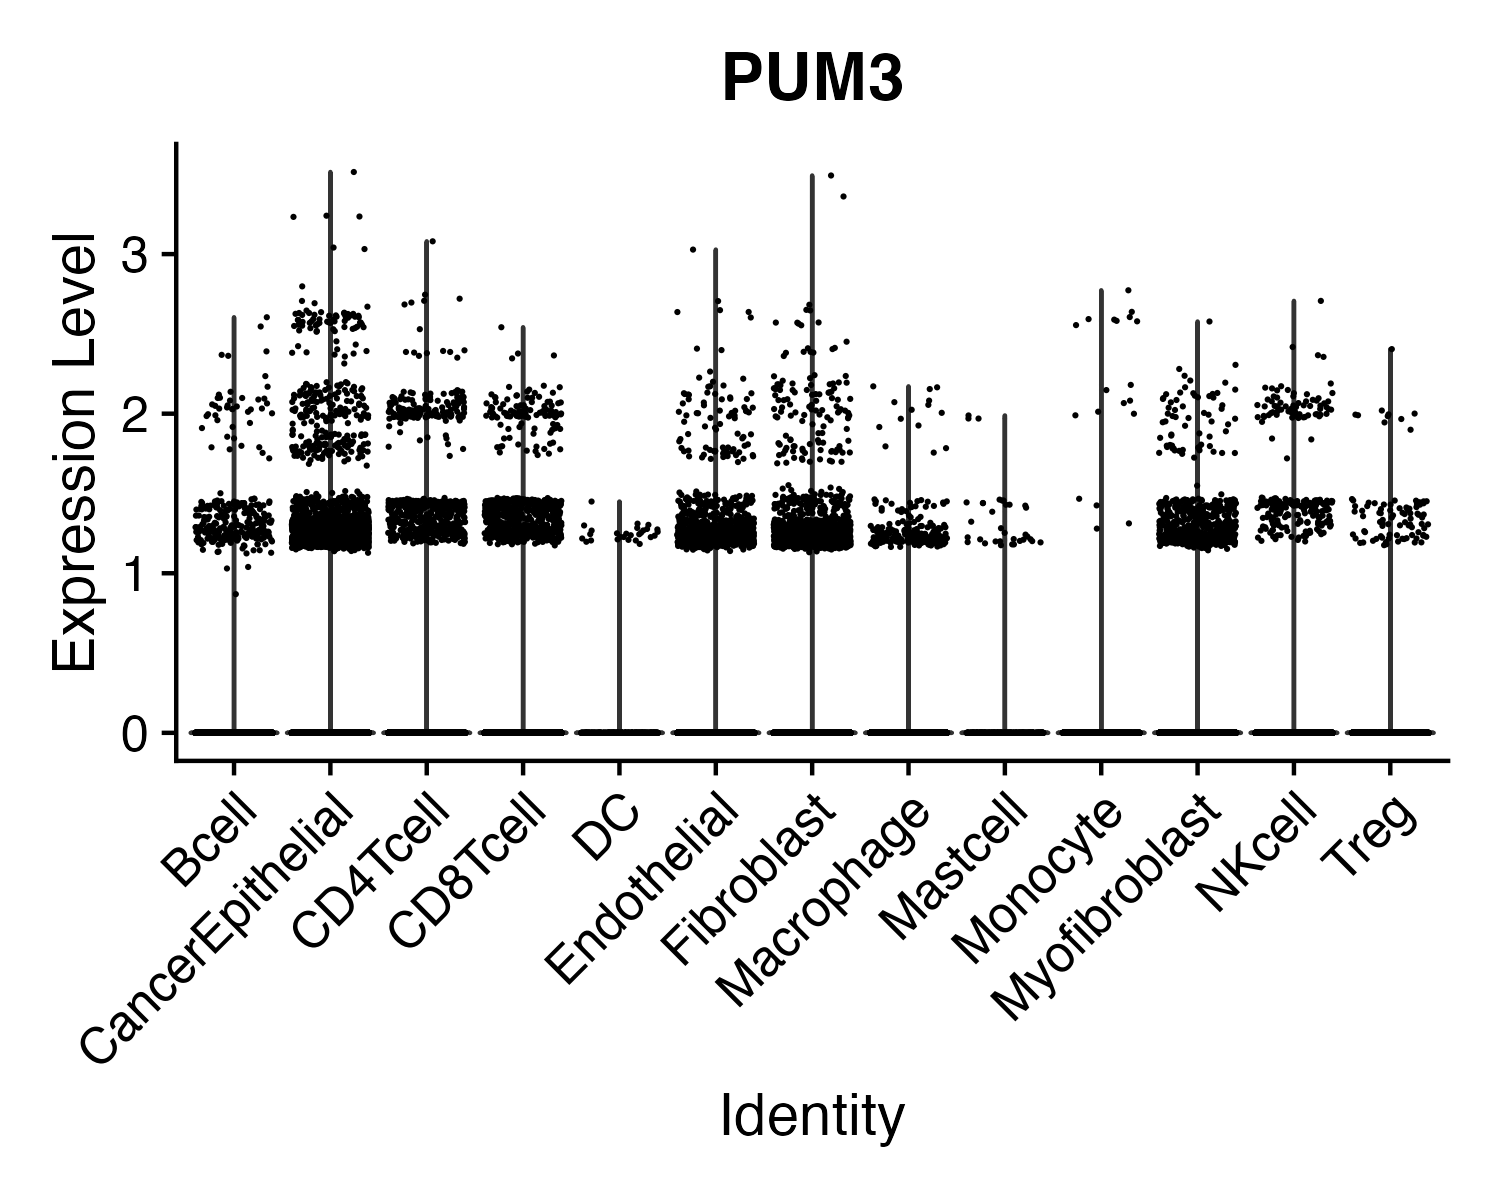 PUM3
Expression Level
3
2
1
0
Bcell
CancerEpithelial
CD4Tcell
CD8Tcell
DC
Endothelial
Fibroblast
Macrophage
Mastcell
Monocyte
Myofibroblast
NKcell
Treg
Identity